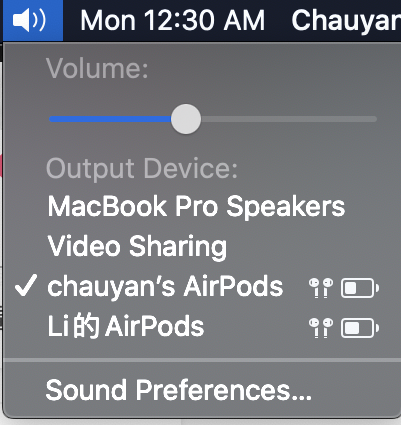 Mon 12:30 AM Chauyan
Volume:
Output Device:
MacBook Pro Speakers
Video Sharing
✓ chauyan's AirPods
Li的AirPods
Sound Preferences...